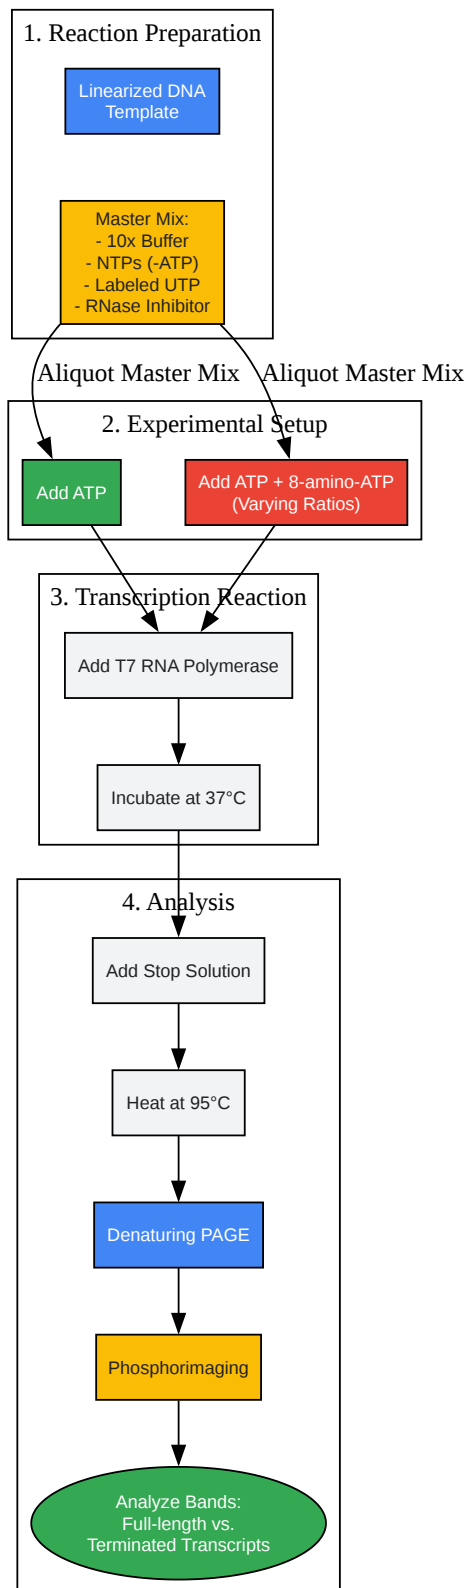 1. Reaction Preparation
Linearized DNA
Template
Master Mix:
- 10x Buffer
- NTPs (-ATP)
- Labeled UTP
- RNase Inhibitor
Aliquot Master Mix
Aliquot Master Mix
2. Experimental Setup
Add ATP
Add ATP + 8-amino-ATP
(Varying Ratios)
3. Transcription Reaction
Add T7 RNA Polymerase
Incubate at 37°C
4. Analysis
Add Stop Solution
Heat at 95°C
Denaturing PAGE
Phosphorimaging
Analyze Bands:
Full-length vs.
Terminated Transcripts